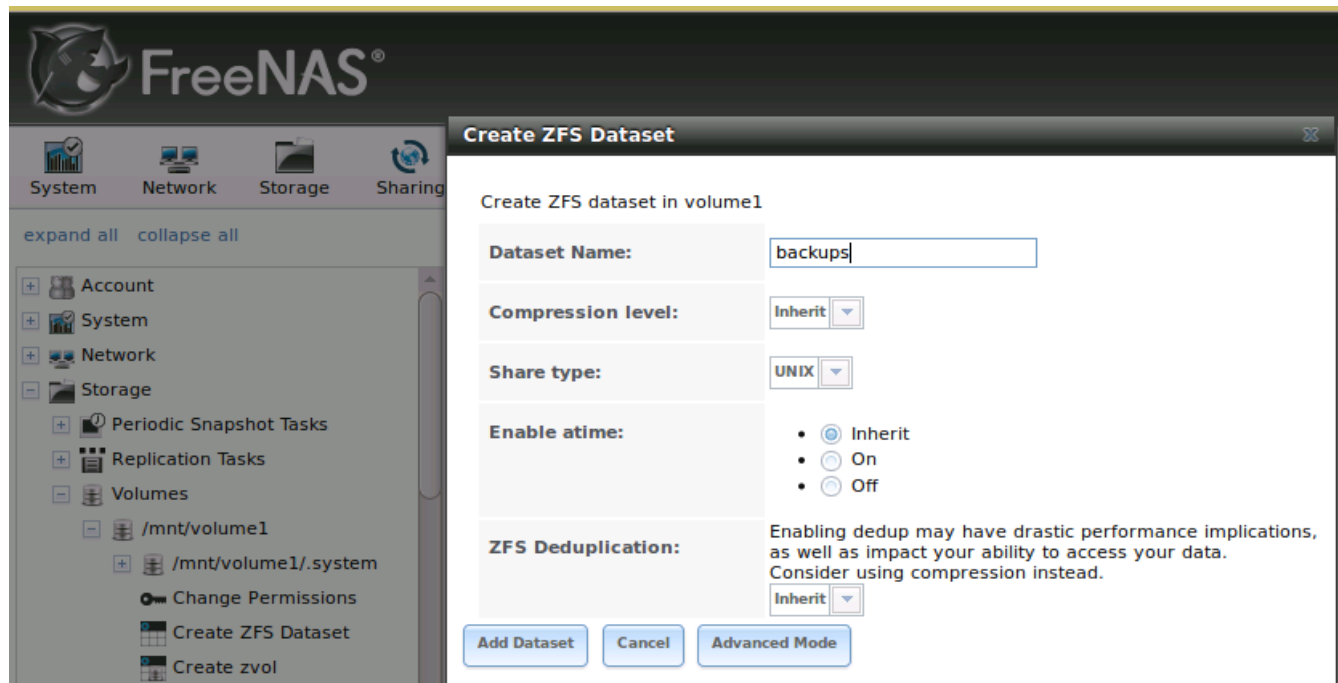 FreeNAS®
System Network Storage Sharing
expand all collapse all
Account
System
Network
Storage
Periodic Snapshot Tasks
Replication Tasks
Volumes
/mnt/volume1
/mnt/volume1/.system
Change Permissions
Create ZFS Dataset
Create zvol
Create ZFS Dataset
Create ZFS dataset in volume1
Dataset Name: backups
Compression level: Inherit
Share type: UNIX
Enable atime:
• Inherit
• On
• Off
ZFS Deduplication:
Enabling dedup may have drastic performance implications,
as well as impact your ability to access your data.
Consider using compression instead.
Inherit
Add Dataset Cancel Advanced Mode